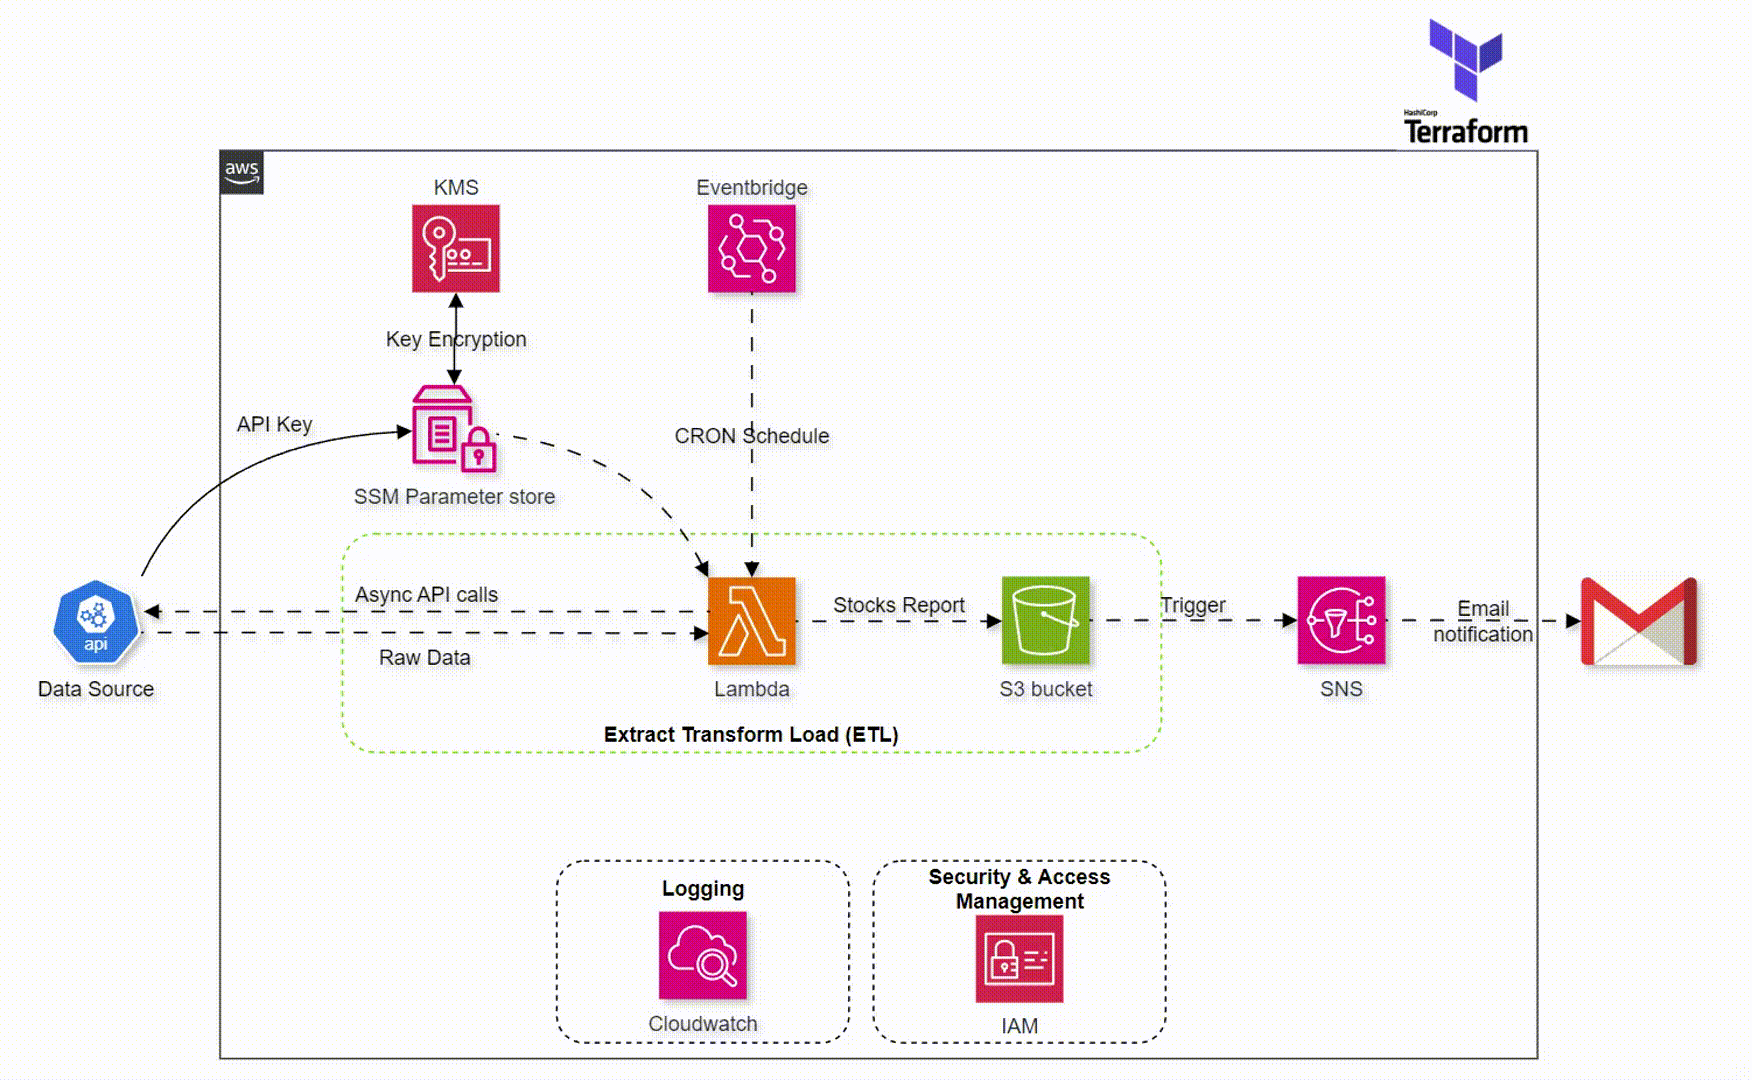 HashiCorp
Terraform
aws
KMS
Eventbridge
Key Encryption
API Key
CRON Schedule
SSM Parameter store
Async API calls
Stocks Report
Trigger
Email
notification
api
Raw Data
Data Source
Lambda
S3 bucket
SNS
Extract Transform Load (ETL)
Logging
Security & Access
Management
Cloudwatch
IAM